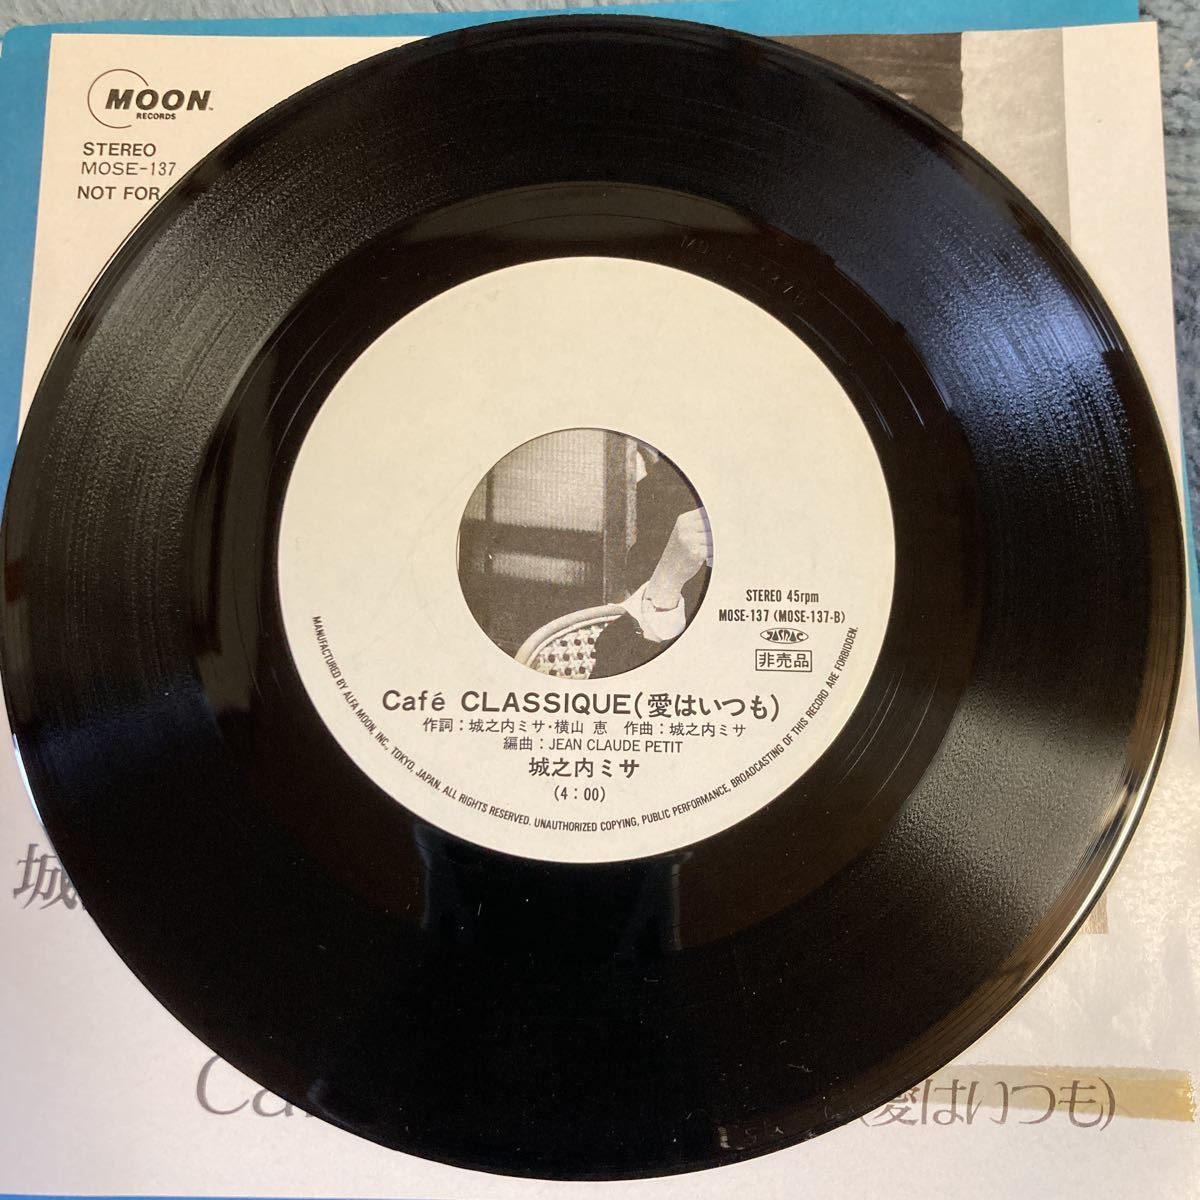 MOON
RECORDS
STEREO
MOSE-137
NOT FOR
STEREO 45rpm
MOSE-137 (MOSE-137-B)
JASRAC
非売品
Café CLASSIQUE(愛はいつも)
作詞：城之内ミサ・横山 恵　作曲：城之内ミサ
編曲：JEAN CLAUDE PETIT
城之内ミサ
(4：00)
MANUFACTURED BY ALFA MOON, INC., TOKYO, JAPAN. ALL RIGHTS RESERVED. UNAUTHORIZED COPYING, PUBLIC PERFORMANCE, BROADCASTING OF THIS RECORD ARE FORBIDDEN.
城
Ca
(愛はいつも)